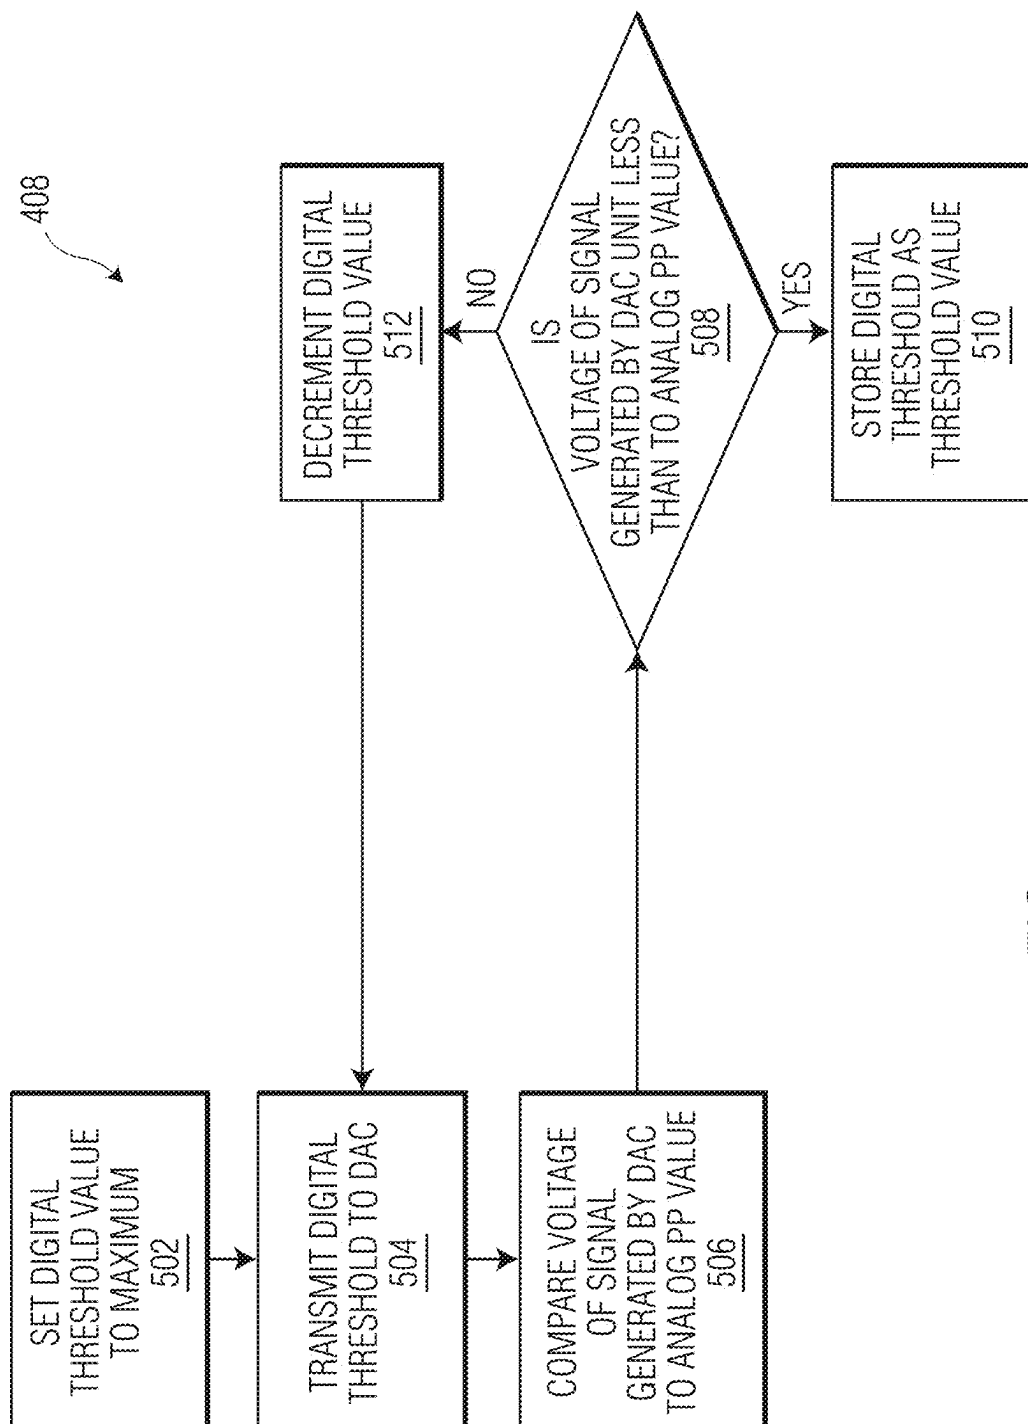 408
SET DIGITAL
THRESHOLD VALUE
TO MAXIMUM
502
TRANSMIT DIGITAL
THRESHOLD TO DAC
504
COMPARE VOLTAGE
OF SIGNAL
GENERATED BY DAC
TO ANALOG PP VALUE
506
IS
VOLTAGE OF SIGNAL
GENERATED BY DAC UNIT LESS
THAN TO ANALOG PP VALUE?
508
NO
DECREMENT DIGITAL
THRESHOLD VALUE
512
YES
STORE DIGITAL
THRESHOLD AS
THRESHOLD VALUE
510